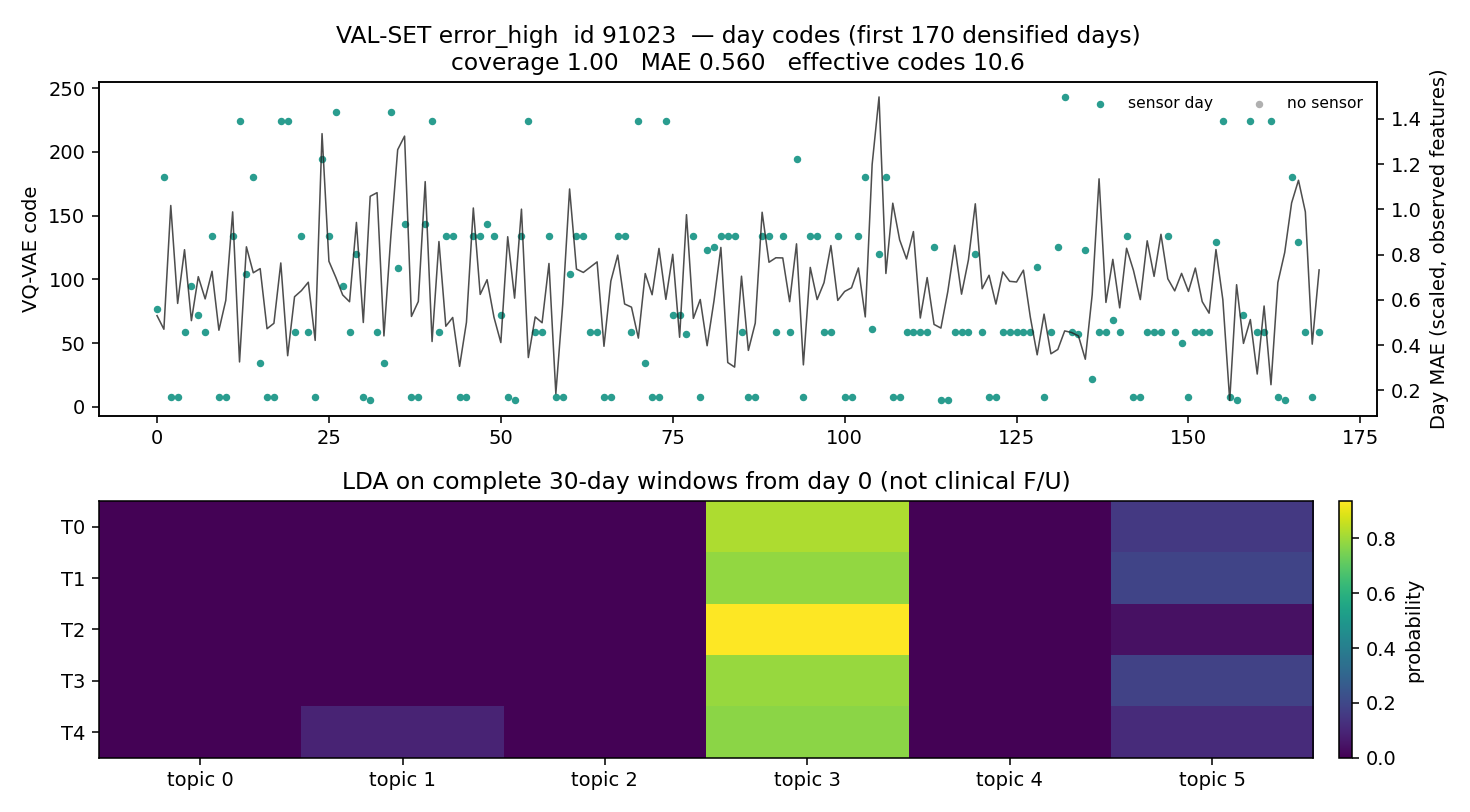 VAL-SET error_high  id 91023  — day codes (first 170 densified days)
coverage 1.00   MAE 0.560   effective codes 10.6
sensor day
no sensor
VQ-VAE code
250
200
150
100
50
0
1.4
1.2
1.0
0.8
0.6
0.4
0.2
Day MAE (scaled, observed features)
0 25 50 75 100 125 150 175
LDA on complete 30-day windows from day 0 (not clinical F/U)
T0
T1
T2
T3
T4
topic 0 topic 1 topic 2 topic 3 topic 4 topic 5
0.8
0.6
0.4
0.2
0.0
probability